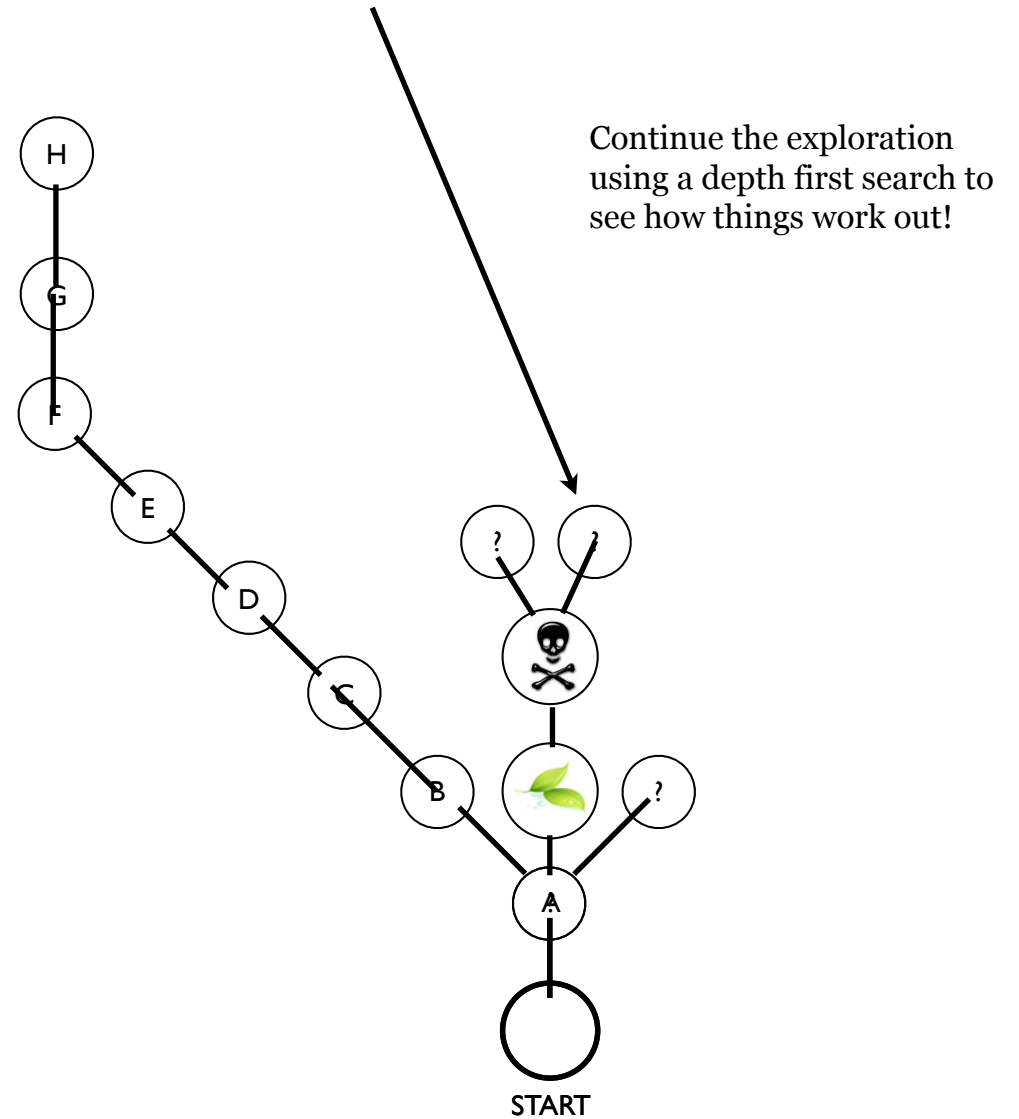 Continue the exploration
using a depth first search to
see how things work out!
H
G
F
E
?
?
D
C
B
?
A
START